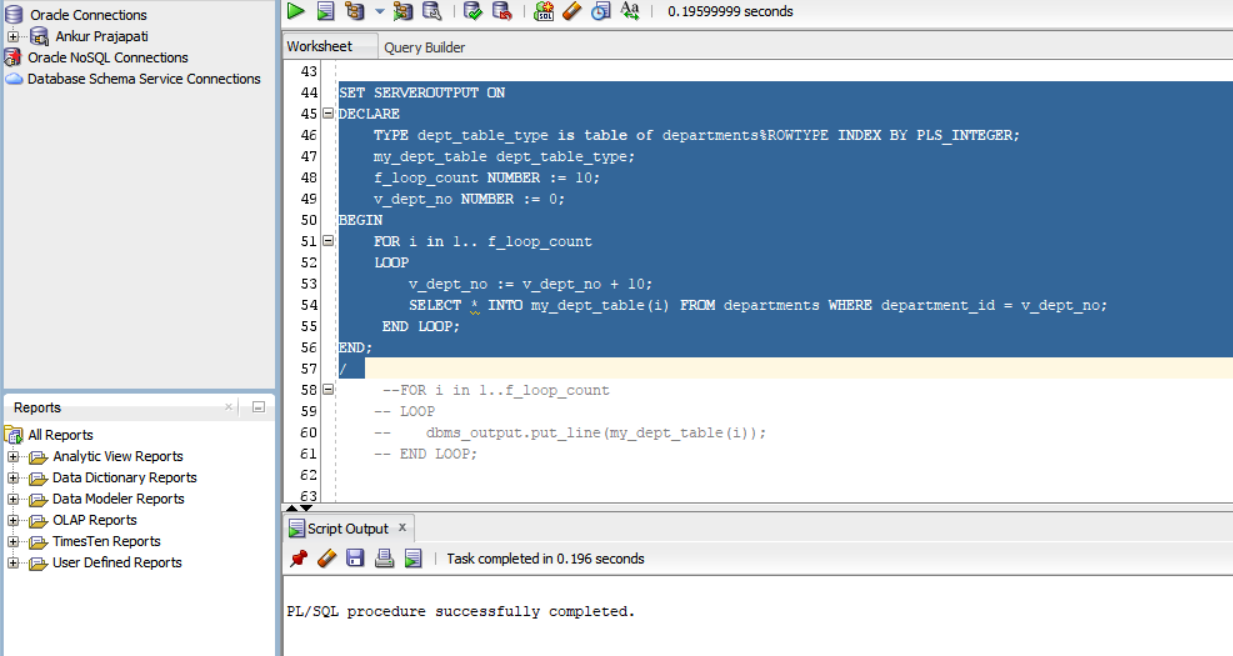 Oracle Connections
Ankur Prajapati
Oracle NoSQL Connections
Database Schema Service Connections
Reports
All Reports
Analytic View Reports
Data Dictionary Reports
Data Modeler Reports
OLAP Reports
TimesTen Reports
User Defined Reports
SQL
Aa
0.19599999 seconds
Worksheet
Query Builder
43
44 SET SERVEROUTPUT ON
45 DECLARE
46 TYPE dept_table_type is table of departments%ROWTYPE INDEX BY PLS_INTEGER;
47 my_dept_table dept_table_type;
48 f_loop_count NUMBER := 10;
49 v_dept_no NUMBER := 0;
50 BEGIN
51 FOR i in 1.. f_loop_count
52 LOOP
53 v_dept_no := v_dept_no + 10;
54 SELECT * INTO my_dept_table(i) FROM departments WHERE department_id = v_dept_no;
55 END LOOP;
56 END;
57 /
58 --FOR i in 1..f_loop_count
59 -- LOOP
60 -- dbms_output.put_line(my_dept_table(i));
61 -- END LOOP;
62
63
Script Output x
Task completed in 0.196 seconds
PL/SQL procedure successfully completed.